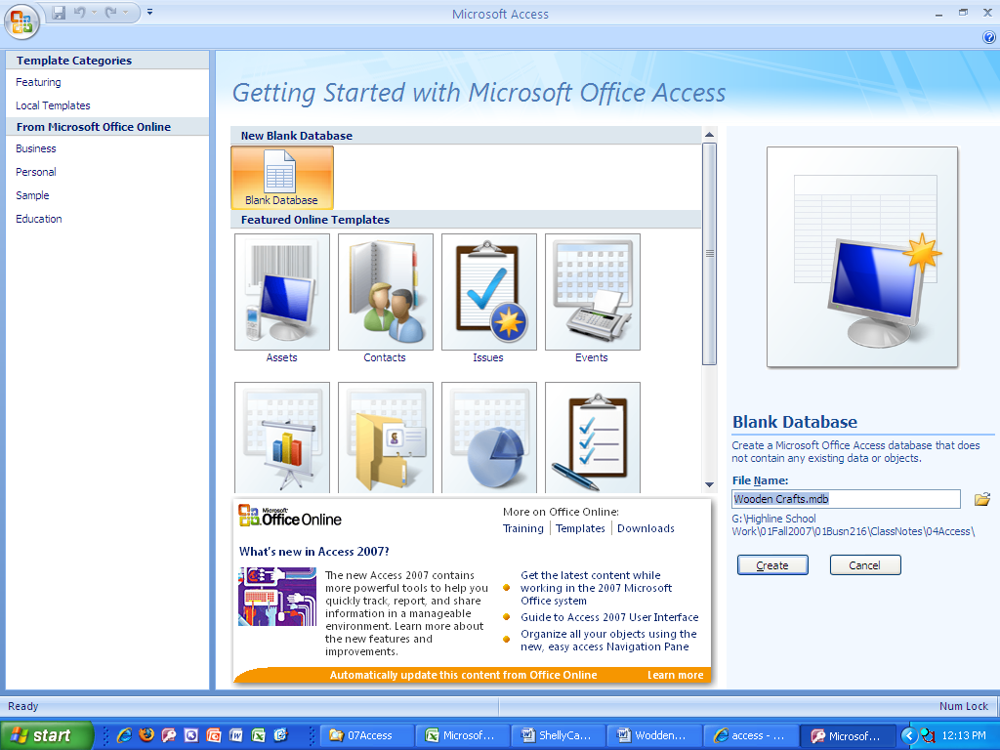 Microsoft Access
Template Categories
Featuring
Local Templates
From Microsoft Office Online
Business
Personal
Sample
Education
Getting Started with Microsoft Office Access
New Blank Database
Blank Database
Featured Online Templates
Assets
Contacts
Issues
Events
Microsoft
Office Online
More on Office Online:
Training
Templates
Downloads
What's new in Access 2007?
The new Access 2007 contains
more powerful tools to help you
quickly track, report, and share
information in a manageable
environment. Learn more about
the new features and
improvements.
Get the latest content while
working in the 2007 Microsoft
Office system
Guide to Access 2007 User Interface
Organize all your objects using the
new, easy access Navigation Pane
Automatically update this content from Office Online
Learn more
Blank Database
Create a Microsoft Office Access database that does
not contain any existing data or objects.
File Name:
Wooden Crafts.mdb
G:\Highline School
Work\01Fall2007\01Busn216\ClassNotes\04Access\
Create
Cancel
Ready
Num Lock
start
07Access
Microsof...
ShellyCa...
Wodden...
access - ...
Microsof...
12:13 PM